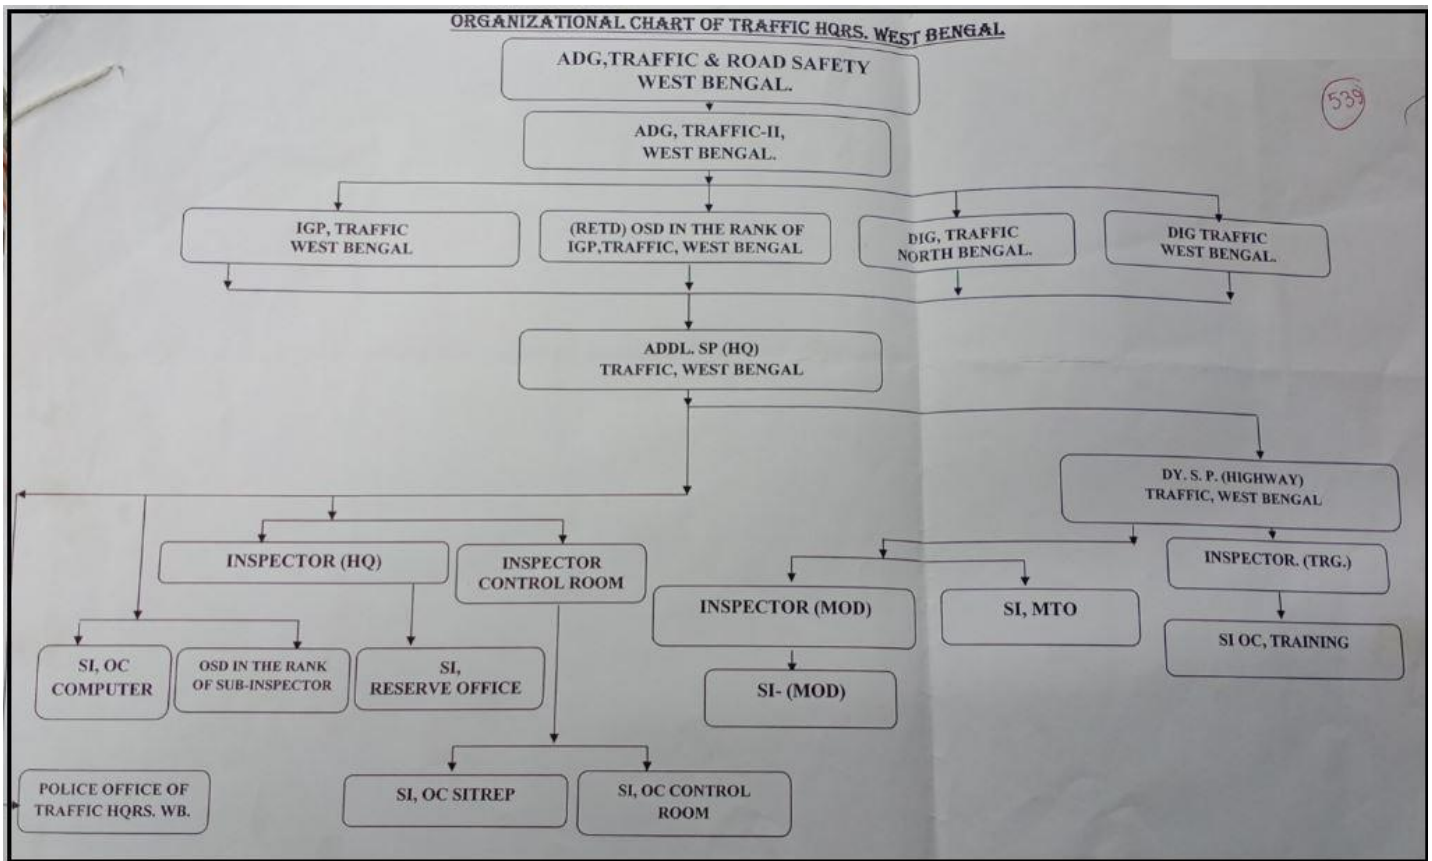 ORGANIZATIONAL CHART OF TRAFFIC HQRS. WEST BENGAL
ADG,TRAFFIC & ROAD SAFETY
WEST BENGAL.
539
ADG, TRAFFIC-II,
WEST BENGAL.
IGP, TRAFFIC
WEST BENGAL
(RETD) OSD IN THE RANK OF
IGP,TRAFFIC, WEST BENGAL
DIG, TRAFFIC
NORTH BENGAL.
DIG TRAFFIC
WEST BENGAL.
ADDL. SP (HQ)
TRAFFIC, WEST BENGAL
DY. S. P. (HIGHWAY)
TRAFFIC, WEST BENGAL
INSPECTOR (HQ)
INSPECTOR
CONTROL ROOM
INSPECTOR (MOD)
SI, MTO
INSPECTOR. (TRG.)
SI OC, TRAINING
SI, OC
COMPUTER
OSD IN THE RANK
OF SUB-INSPECTOR
SI,
RESERVE OFFICE
SI- (MOD)
POLICE OFFICE OF
TRAFFIC HQRS. WB.
SI, OC SITREP
SI, OC CONTROL
ROOM